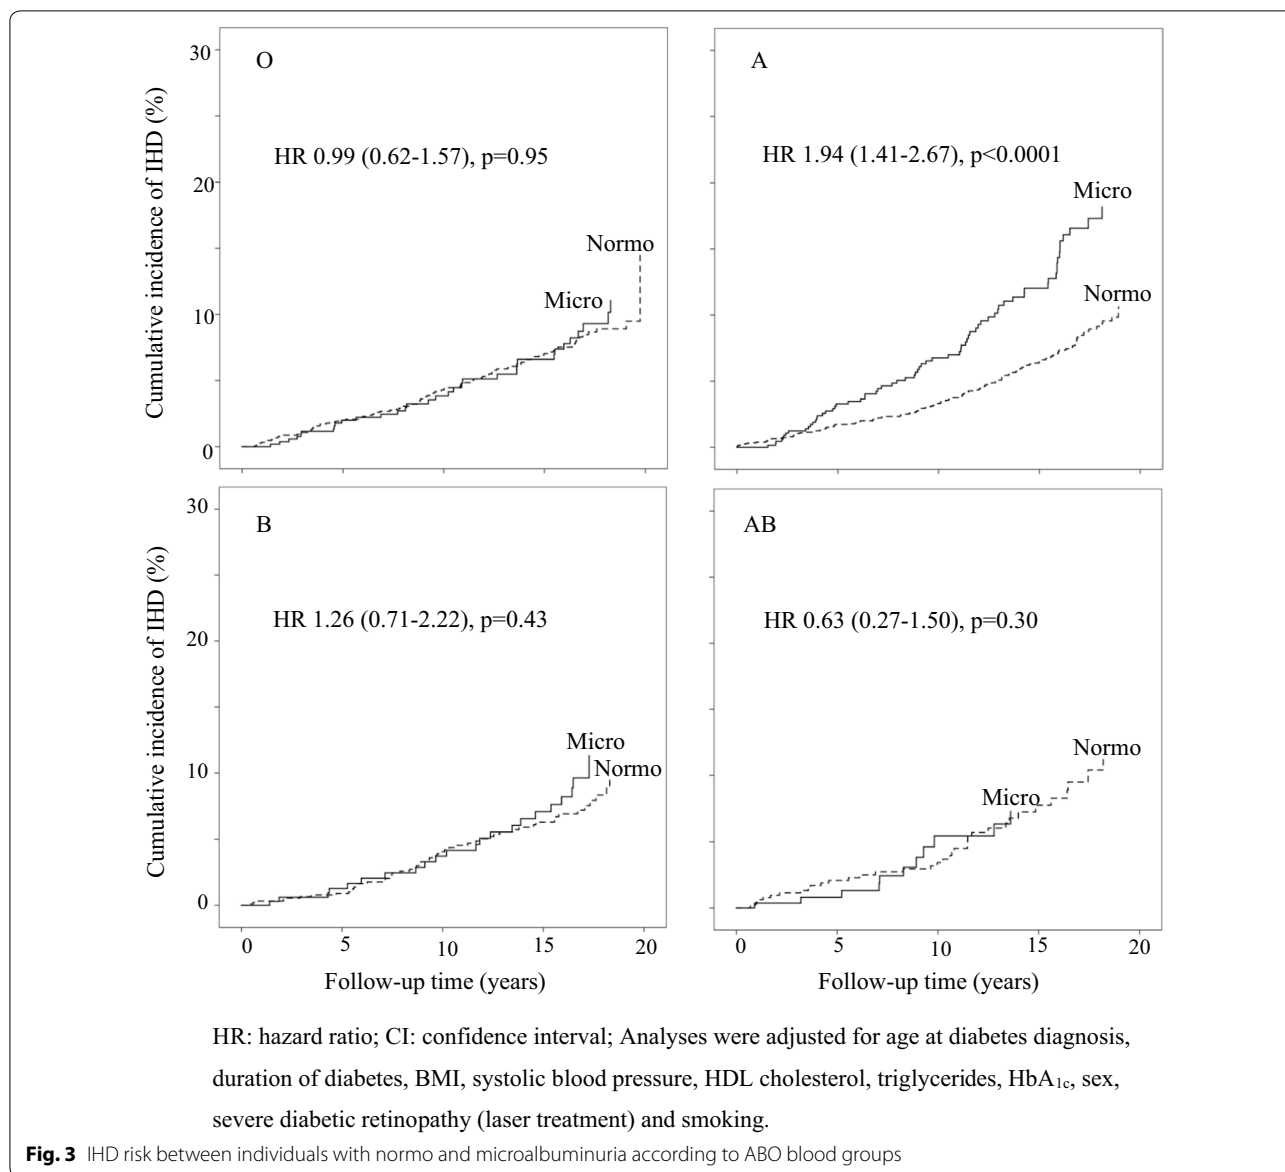 30
20
10
0
Cumulative incidence of IHD (%)
O
HR 0.99 (0.62-1.57), p=0.95
Normo
Micro
A
HR 1.94 (1.41-2.67), p<0.0001
Micro
Normo
30
20
10
0
Cumulative incidence of IHD (%)
B
HR 1.26 (0.71-2.22), p=0.43
Micro
Normo
0 5 10 15 20
Follow-up time (years)
AB
HR 0.63 (0.27-1.50), p=0.30
Normo
Micro
0 5 10 15 20
Follow-up time (years)
HR: hazard ratio; CI: confidence interval; Analyses were adjusted for age at diabetes diagnosis,
duration of diabetes, BMI, systolic blood pressure, HDL cholesterol, triglycerides, HbA1c, sex,
severe diabetic retinopathy (laser treatment) and smoking.
Fig. 3 IHD risk between individuals with normo and microalbuminuria according to ABO blood groups